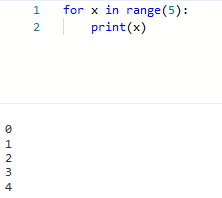 1 for x in range(5):
2     print(x)
0
1
2
3
4